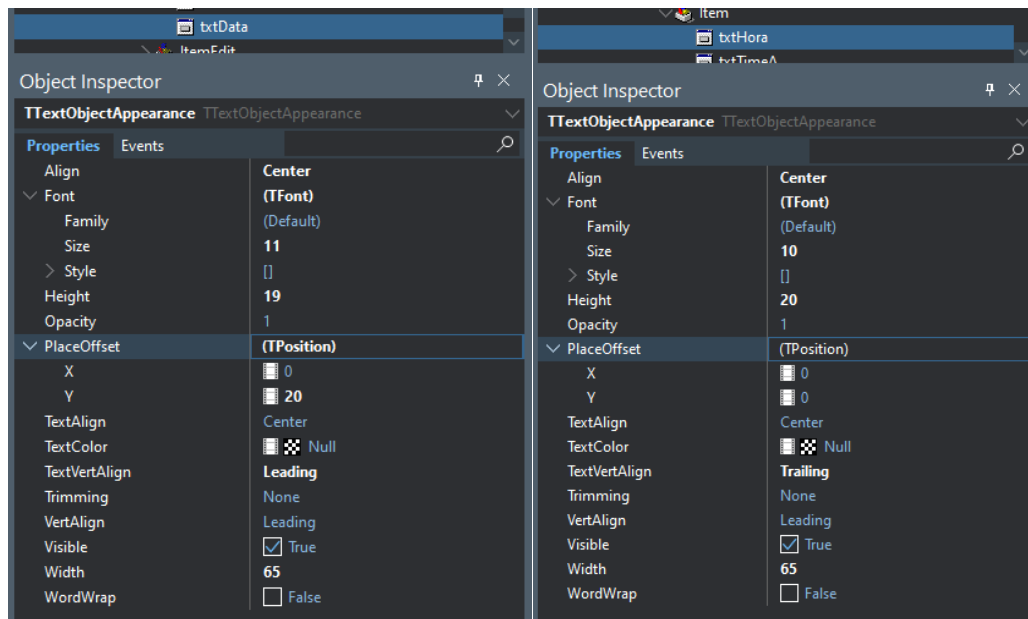 txtData
ItemEdit
Object Inspector
TTextObjectAppearance TTextObjectAppearance
Properties Events
Align Center
Font (TFont)
Family (Default)
Size 11
Style []
Height 19
Opacity 1
PlaceOffset (TPosition)
X 0
Y 20
TextAlign Center
TextColor Null
TextVertAlign Leading
Trimming None
VertAlign Leading
Visible True
Width 65
WordWrap False
Item
txtHora
txtTimeA
Object Inspector
TTextObjectAppearance TTextObjectAppearance
Properties Events
Align Center
Font (TFont)
Family (Default)
Size 10
Style []
Height 20
Opacity 1
PlaceOffset (TPosition)
X 0
Y 0
TextAlign Center
TextColor Null
TextVertAlign Trailing
Trimming None
VertAlign Leading
Visible True
Width 65
WordWrap False